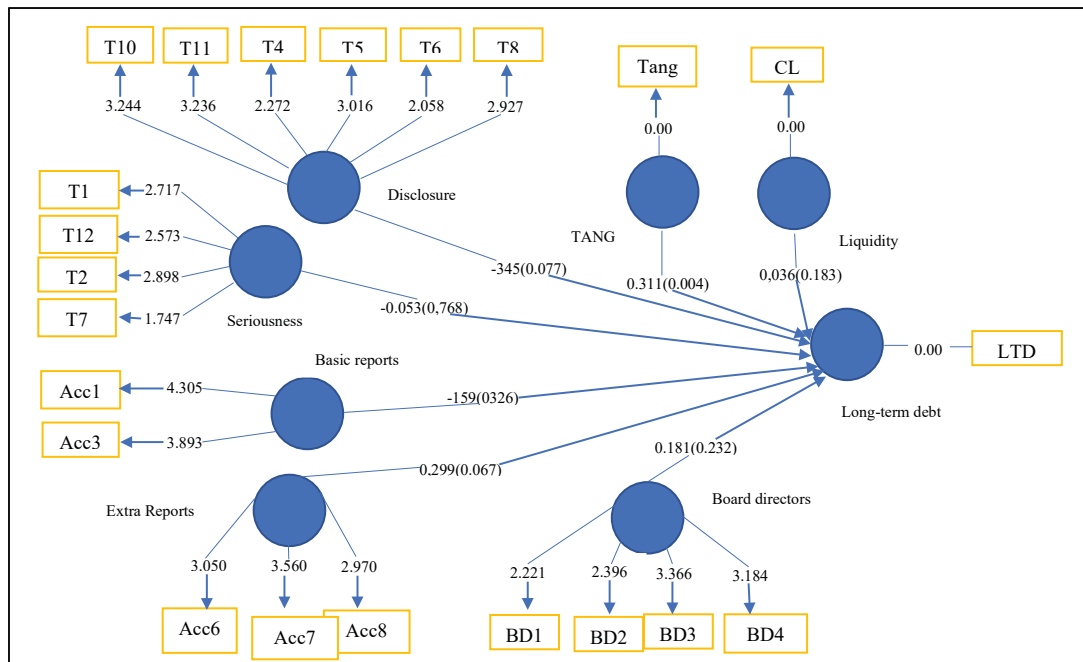 T10
T11
T4
T5
T6
T8
Tang
CL
3.244
3.236
2.272
3.016
2.058
2.927
0.00
0.00
T1
2.717
T12
2.573
T2
2.898
T7
1.747
Disclosure
TANG
Liquidity
Seriousness
-345(0.077)
0.311(0.004)
0,036(0.183)
-0.053(0,768)
0.00
LTD
Basic reports
Long-term debt
Acc1
4.305
-159(0326)
Acc3
3.893
0.181(0.232)
0.299(0.067)
Extra Reports
Board directors
3.050
3.560
2.970
2.221
2.396
3.366
3.184
Acc6
Acc7
Acc8
BD1
BD2
BD3
BD4